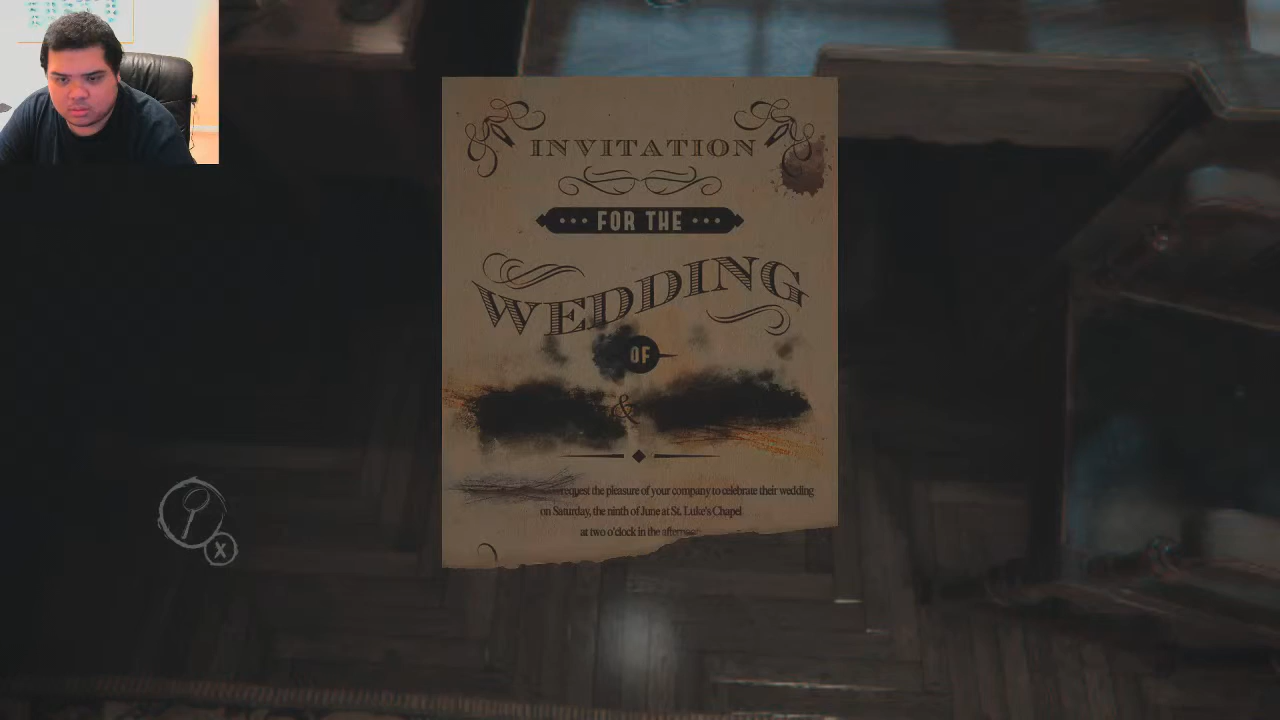 INVITATION
FOR THE
WEDDING
OF
&
request the pleasure of your company to celebrate their wedding
on Saturday, the ninth of June at St. Luke's Chapel
at two o'clock in the afternoon
X